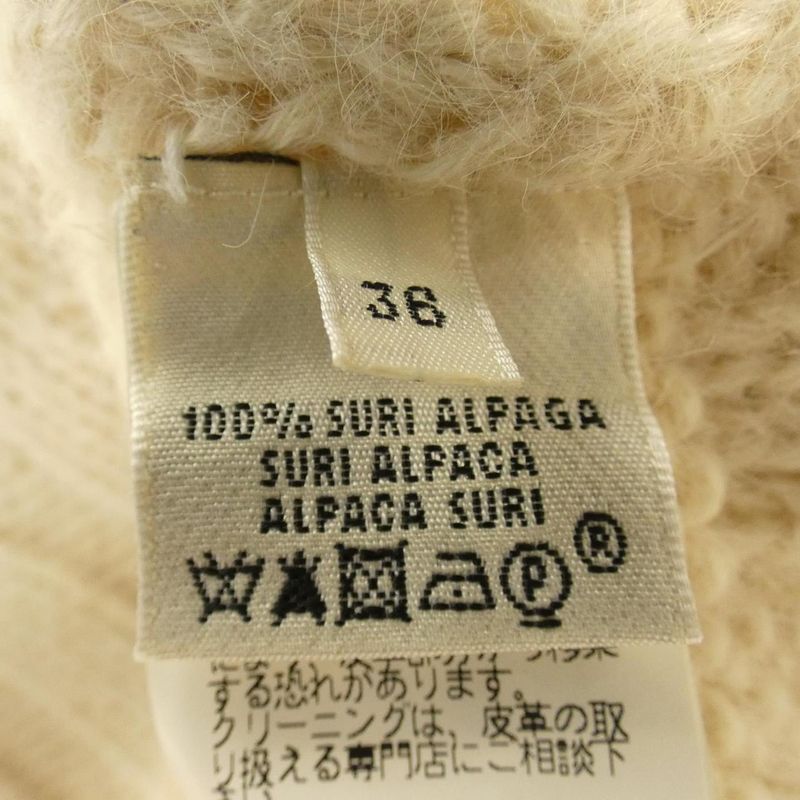 36
100% SURI ALPAGA
SURI ALPACA
ALPACA SURI
P ®
する恐れがあります。
クリーニングは、皮革の取
り扱える専門店にご相談下